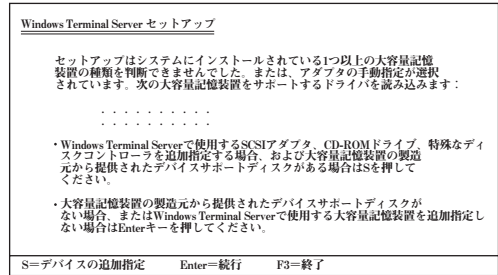 Windows Terminal Server セットアップ
セットアップはシステムにインストールされている1つ以上の大容量記憶
装置の種類を判断できませんでした。または、アダプタの手動指定が選択
されています。次の大容量記憶装置をサポートするドライバを読み込みます：
．．．．．．．．．．
．．．．．．．．．．
・Windows Terminal Serverで使用するSCSIアダプタ、CD-ROMドライブ、特殊なディ
スクコントローラを追加指定する場合、および大容量記憶装置の製造
元から提供されたデバイスサポートディスクがある場合はSを押して
ください。
・大容量記憶装置の製造元から提供されたデバイスサポートディスクが
ない場合、またはWindows Terminal Serverで使用する大容量記憶装置を追加指定し
ない場合はEnterキーを押してください。
S=デバイスの追加指定 Enter=続行 F3=終了